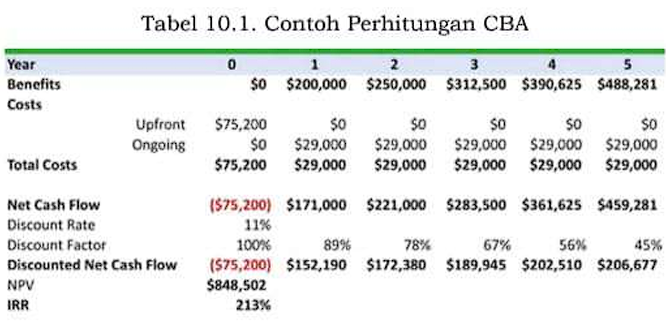 Tabel 10.1. Contoh Perhitungan CBA
Year 0 1 2 3 4 5
Benefits $0 $200,000 $250,000 $312,500 $390,625 $488,281
Costs
Upfront $75,200 $0 $0 $0 $0 $0
Ongoing $0 $29,000 $29,000 $29,000 $29,000 $29,000
Total Costs $75,200 $29,000 $29,000 $29,000 $29,000 $29,000
Net Cash Flow ($75,200) $171,000 $221,000 $283,500 $361,625 $459,281
Discount Rate 11%
Discount Factor 100% 89% 78% 67% 56% 45%
Discounted Net Cash Flow ($75,200) $152,190 $172,380 $189,945 $202,510 $206,677
NPV $848,502
IRR 213%